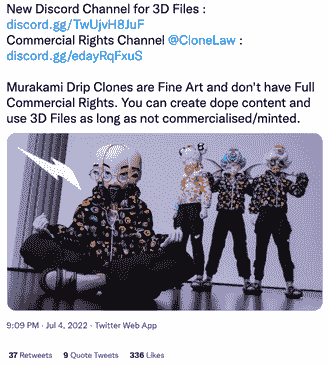 New Discord Channel for 3D Files :
discord.gg/TwUjvH8JuF
Commercial Rights Channel @CloneLaw :
discord.gg/edayRqFxuS
Murakami Drip Clones are Fine Art and don't have Full
Commercial Rights. You can create dope content and
use 3D Files as long as not commercialised/minted.
9:09 PM · Jul 4, 2022 · Twitter Web App
37 Retweets 9 Quote Tweets 336 Likes